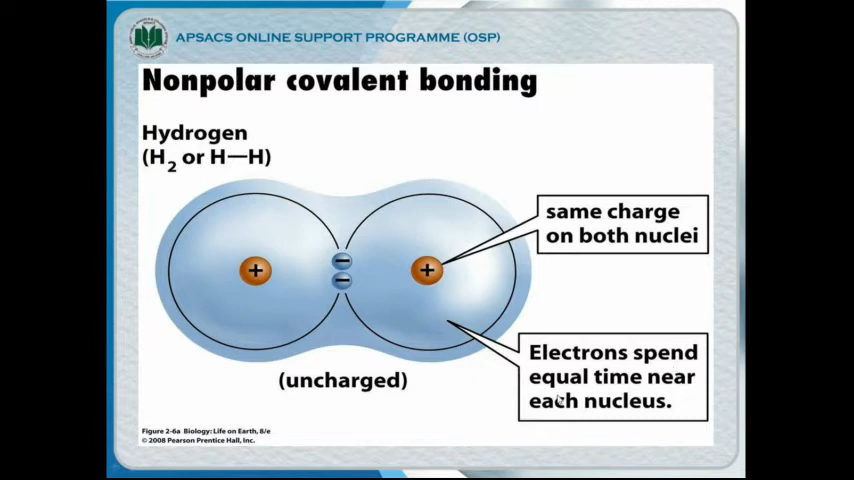 APSACS ONLINE SUPPORT PROGRAMME (OSP)
Nonpolar covalent bonding
Hydrogen
(H2 or H—H)
same charge
on both nuclei
+
−
−
+
Electrons spend
equal time near
each nucleus.
(uncharged)
Figure 2-6a Biology: Life on Earth, 8/e
© 2008 Pearson Prentice Hall, Inc.